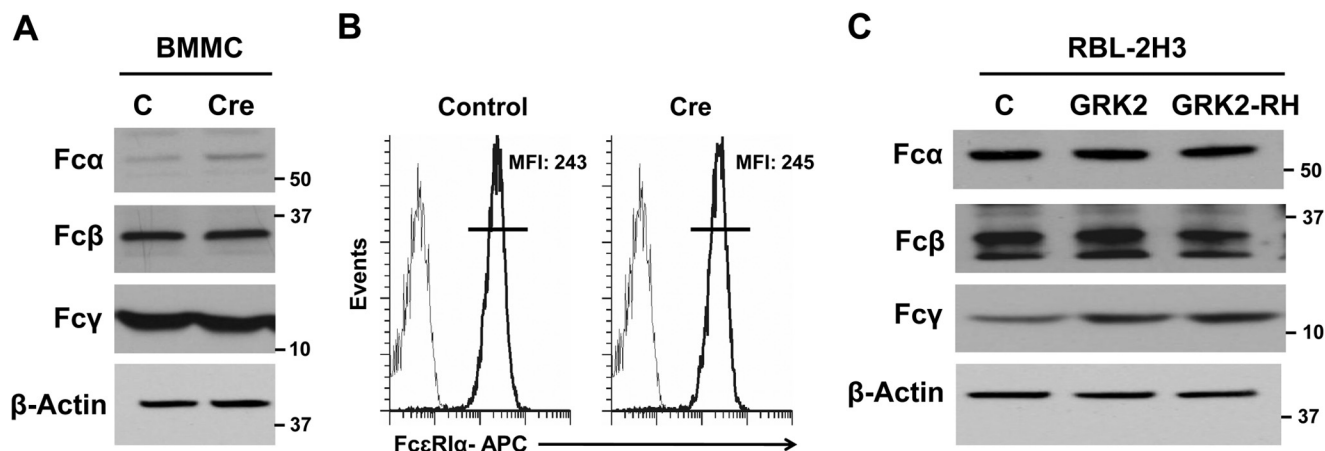 A
BMMC
C Cre
Fcα
- 50
- 37
Fcβ
Fcγ
- 10
β-Actin
- 37
B
Control Cre
MFI: 243 MFI: 245
Events
FcεRIα- APC
C
RBL-2H3
C GRK2 GRK2-RH
Fcα
- 50
- 37
Fcβ
Fcγ
- 10
β-Actin
- 37